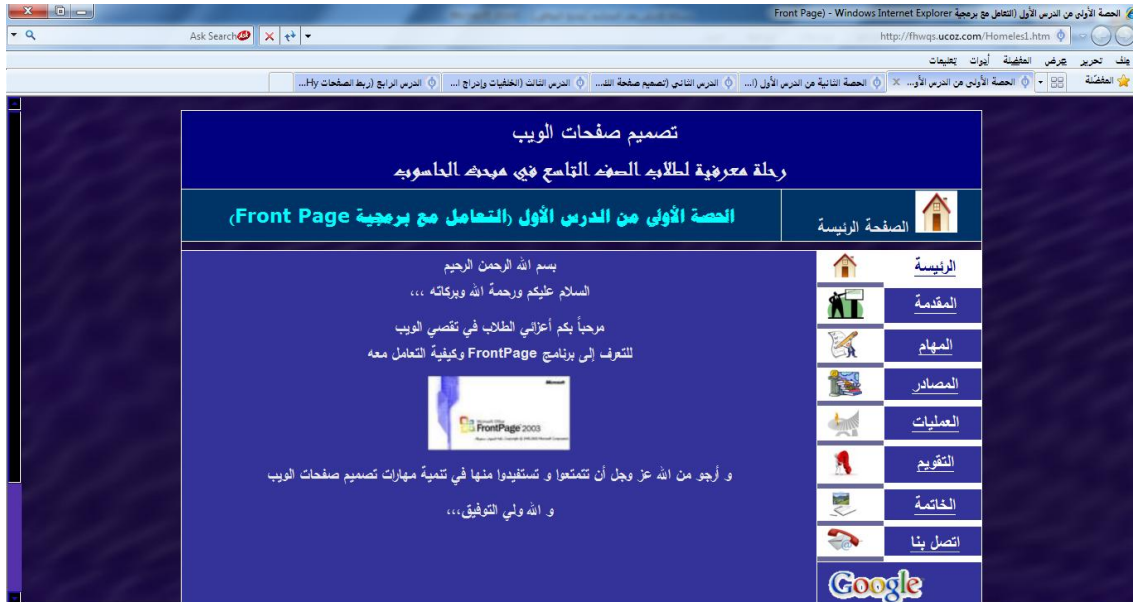 الحصة الأولى من الدرس الأول (التعامل مع برمجية Front Page) - Windows Internet Explorer
http://fhwqs.ucoz.com/Homeles1.htm
Ask Search
ملف تحرير عرض المفضلة أدوات تعليمات
المفضلة
الحصة الأولى من الدرس الأو...
الحصة الثانية من الدرس الأول (ا...
الدرس الثاني (تصميم صفحة الت...
الدرس الثالث (الخلفيات وإدراج ا...
الدرس الرابع (ربط الصفحات Hy...
تصميم صفحات الويب
رحلة معرفية لطلاب الصف التاسع في مبحث الحاسوب
الصفحة الرئيسة
الحصة الأولى من الدرس الأول (التعامل مع برمجية Front Page)
الرئيسة
المقدمة
المهام
المصادر
العمليات
التقويم
الخاتمة
اتصل بنا
Google
بسم الله الرحمن الرحيم
السلام عليكم ورحمة الله وبركاته ،،،
مرحباً بكم أعزائي الطلاب في تقصي الويب
للتعرف إلى برنامج FrontPage وكيفية التعامل معه
Microsoft
Microsoft Office
FrontPage 2003
و أرجو من الله عز وجل أن تتمتعوا و تستفيدوا منها في تنمية مهارات تصميم صفحات الويب
و الله ولي التوفيق،،،